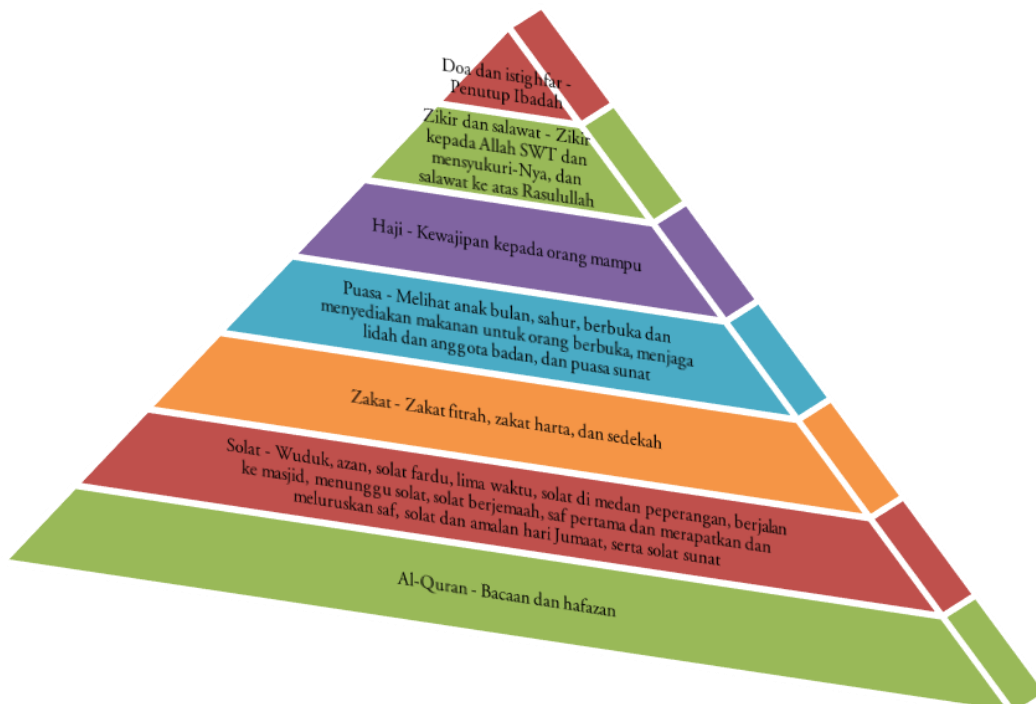 Doa dan istighfar -
Penutup Ibadah
Zikir dan salawat - Zikir
kepada Allah SWT dan
mensyukuri-Nya, dan
salawat ke atas Rasulullah
Haji - Kewajipan kepada orang mampu
Puasa - Melihat anak bulan, sahur, berbuka dan
menyediakan makanan untuk orang berbuka, menjaga
lidah dan anggota badan, dan puasa sunat
Zakat - Zakat fitrah, zakat harta, dan sedekah
Solat - Wuduk, azan, solat fardu, lima waktu, solat di medan peperangan, berjalan
ke masjid, menunggu solat, solat berjemaah, saf pertama dan merapatkan dan
meluruskan saf, solat dan amalan hari Jumaat, serta solat sunat
Al-Quran - Bacaan dan hafazan